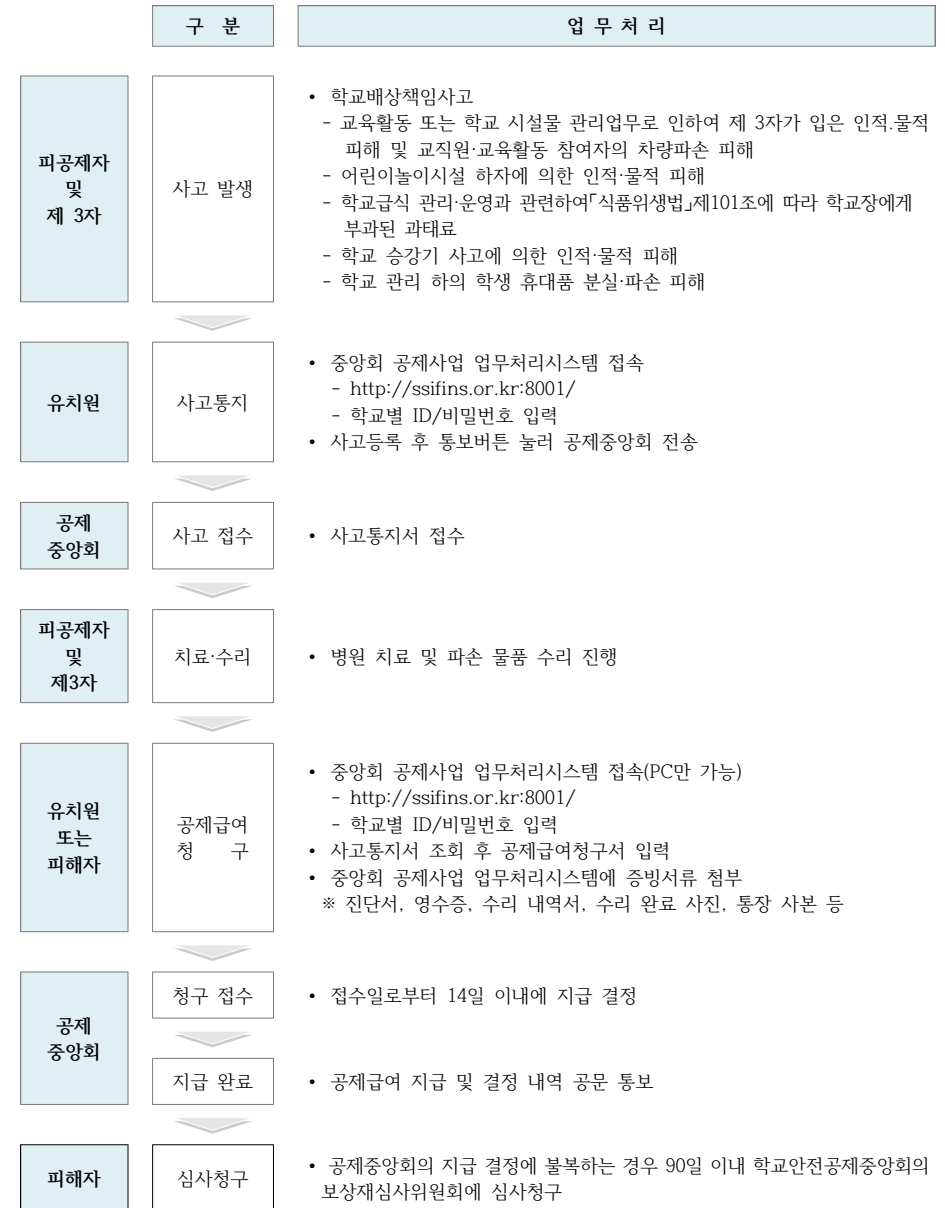 구 분
업 무 처 리
피공제자
및
제 3자
사고 발생
• 학교배상책임사고
- 교육활동 또는 학교 시설물 관리업무로 인하여 제 3자가 입은 인적.물적
피해 및 교직원·교육활동 참여자의 차량파손 피해
- 어린이놀이시설 하자에 의한 인적·물적 피해
- 학교급식 관리·운영과 관련하여「식품위생법」제101조에 따라 학교장에게
부과된 과태료
- 학교 승강기 사고에 의한 인적·물적 피해
- 학교 관리 하의 학생 휴대품 분실·파손 피해
유치원
사고통지
• 중앙회 공제사업 업무처리시스템 접속
- http://ssifins.or.kr:8001/
- 학교별 ID/비밀번호 입력
• 사고등록 후 통보버튼 눌러 공제중앙회 전송
공제
중앙회
사고 접수
• 사고통지서 접수
피공제자
및
제3자
치료·수리
• 병원 치료 및 파손 물품 수리 진행
유치원
또는
피해자
공제급여
청 구
• 중앙회 공제사업 업무처리시스템 접속(PC만 가능)
- http://ssifins.or.kr:8001/
- 학교별 ID/비밀번호 입력
• 사고통지서 조회 후 공제급여청구서 입력
• 중앙회 공제사업 업무처리시스템에 증빙서류 첨부
※ 진단서, 영수증, 수리 내역서, 수리 완료 사진, 통장 사본 등
공제
중앙회
청구 접수
• 접수일로부터 14일 이내에 지급 결정
지급 완료
• 공제급여 지급 및 결정 내역 공문 통보
피해자
심사청구
• 공제중앙회의 지급 결정에 불복하는 경우 90일 이내 학교안전공제중앙회의
보상재심사위원회에 심사청구